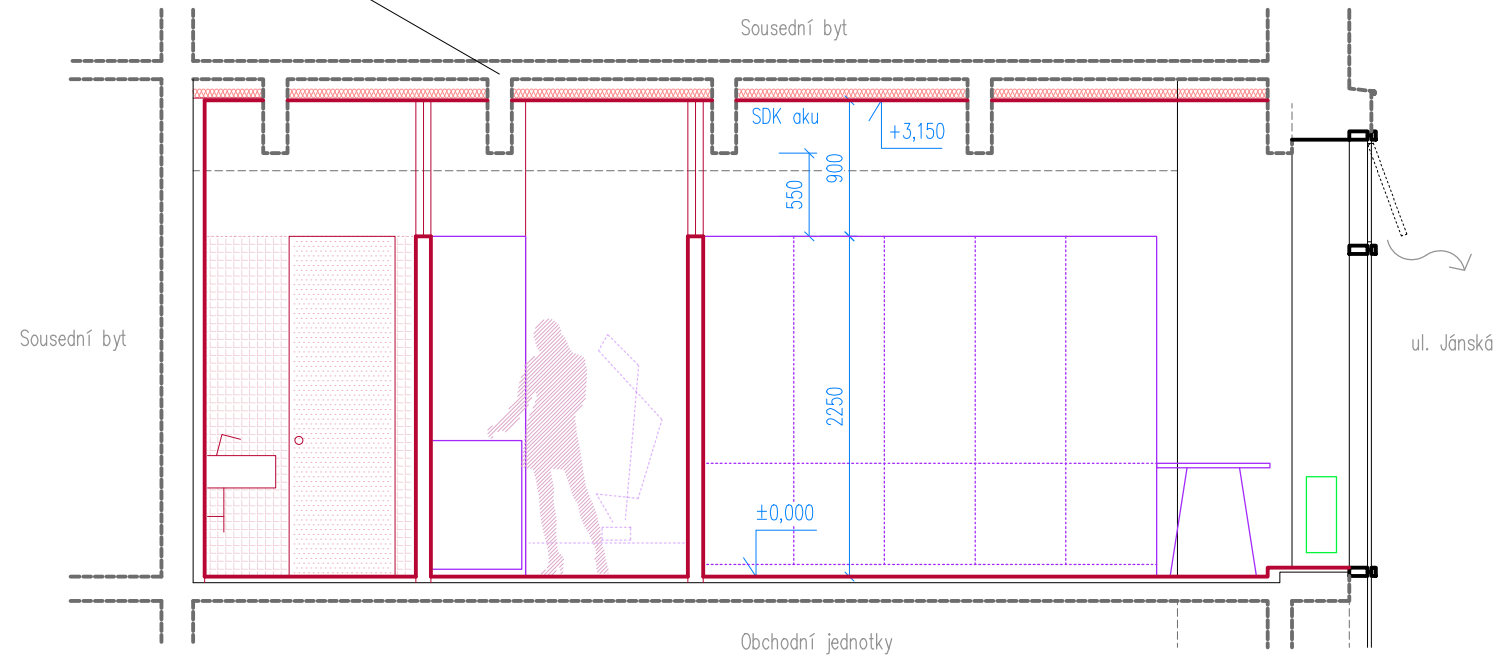 Sousední byt
SDK aku
+3,150
900
550
Sousední byt
ul. Jánská
2250
±0,000
Obchodní jednotky